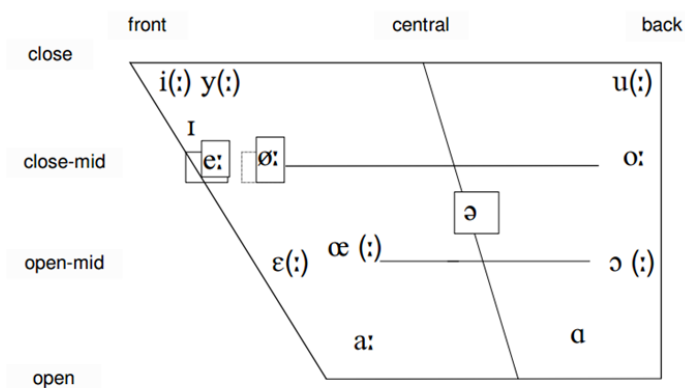 front central back
close
i(ː) y(ː) u(ː)
ɪ
close-mid eː øː oː
ə
open-mid ɛ(ː) œ (ː) ɔ (ː)
aː ɑ
open